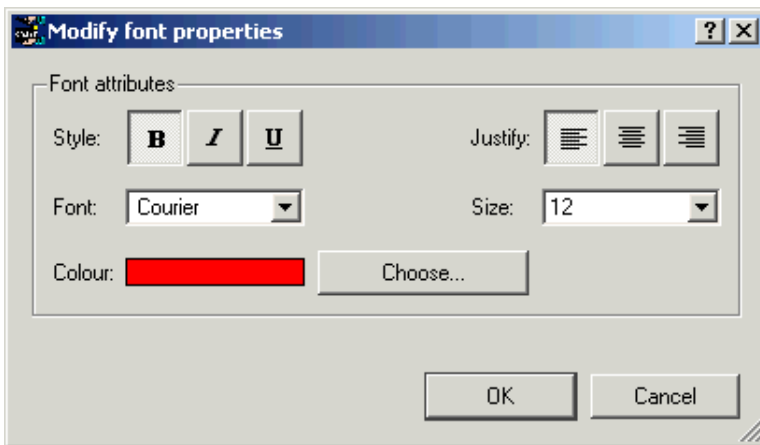 Modify font properties
Font attributes
Style: B I U Justify:
Font: Courier Size: 12
Colour: Choose...
OK Cancel